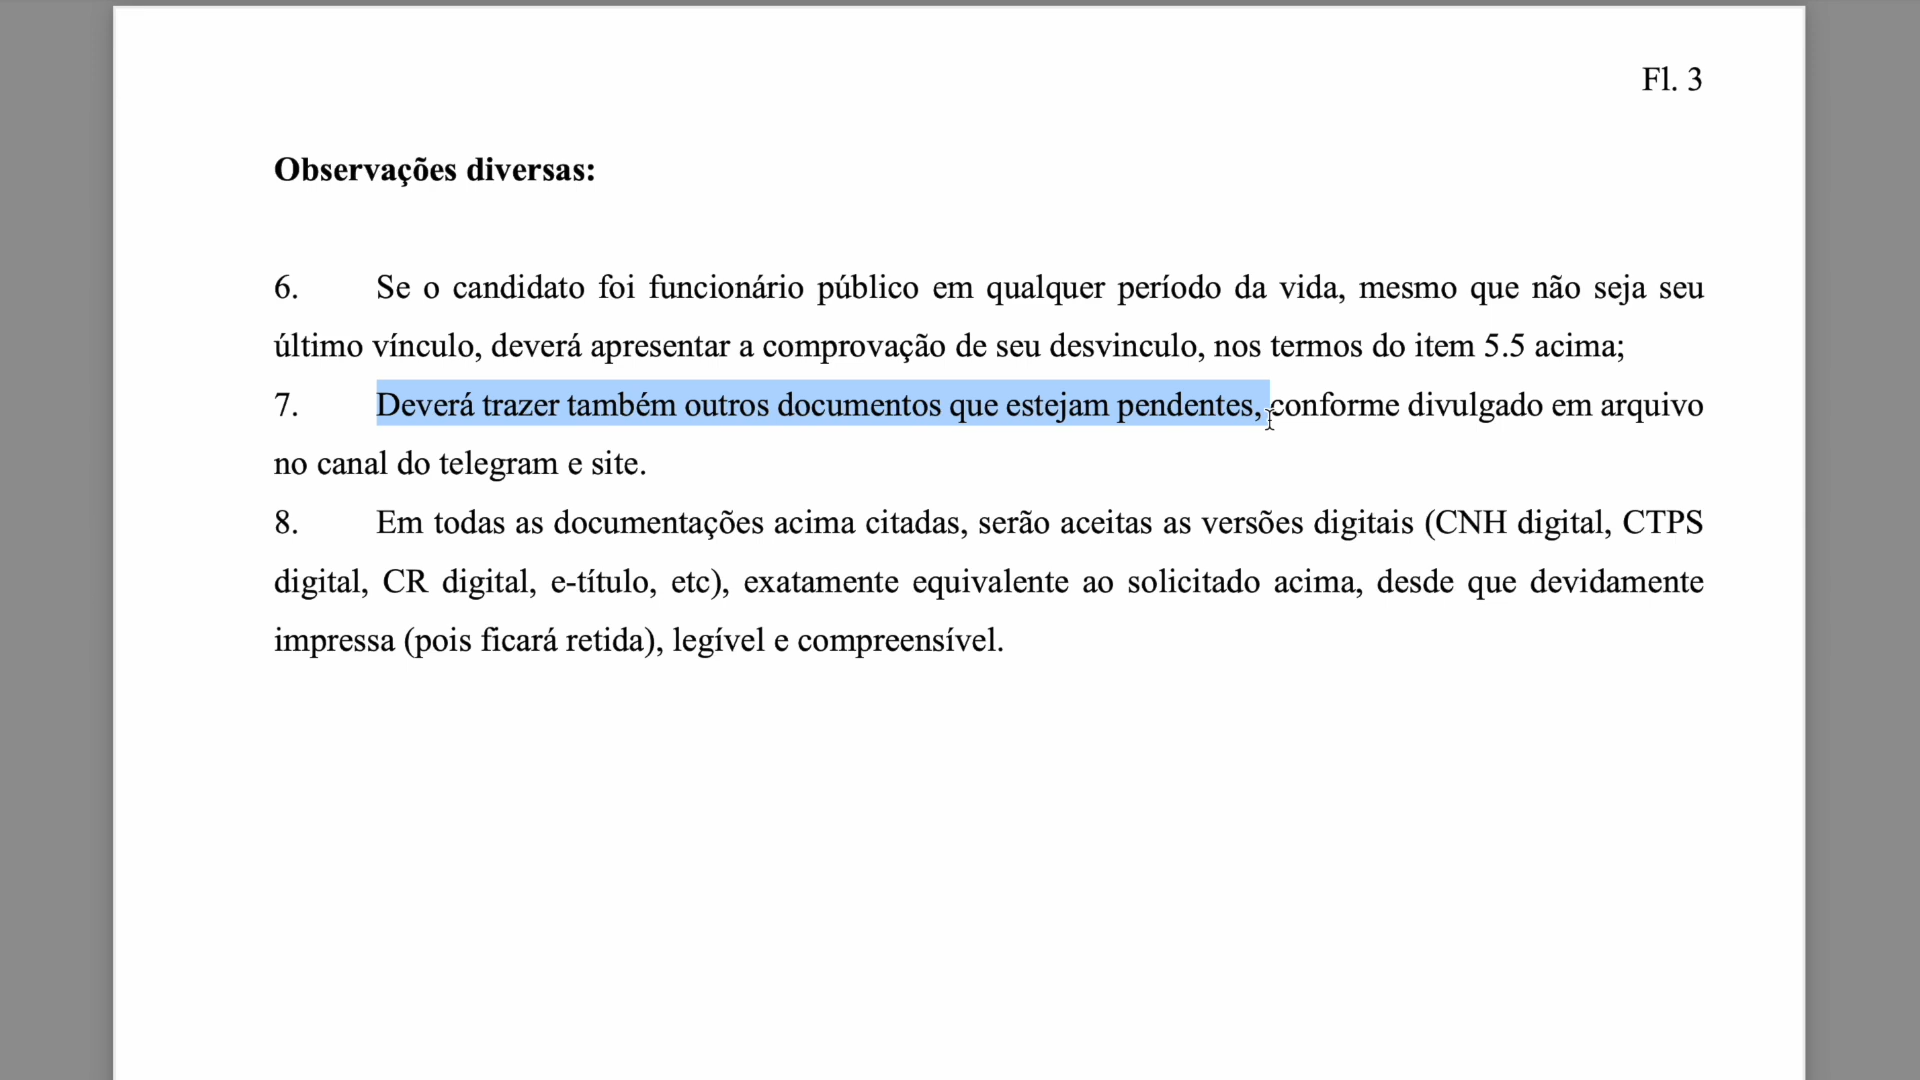 Fl. 3
Observações diversas:
6. Se o candidato foi funcionário público em qualquer período da vida, mesmo que não seja seu
último vínculo, deverá apresentar a comprovação de seu desvinculo, nos termos do item 5.5 acima;
7. Deverá trazer também outros documentos que estejam pendentes, conforme divulgado em arquivo
no canal do telegram e site.
8. Em todas as documentações acima citadas, serão aceitas as versões digitais (CNH digital, CTPS
digital, CR digital, e-título, etc), exatamente equivalente ao solicitado acima, desde que devidamente
impressa (pois ficará retida), legível e compreensível.